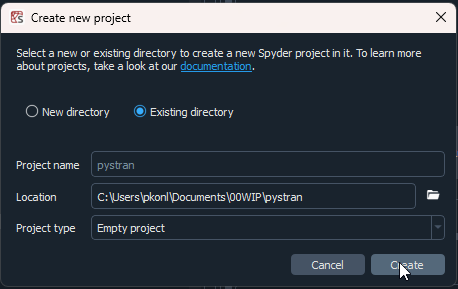 Create new project
Select a new or existing directory to create a new Spyder project in it. To learn more
about projects, take a look at our documentation.
New directory
Existing directory
Project name
pystran
Location
C:\Users\pkonl\Documents\00WIP\pystran
Project type
Empty project
Cancel
Create